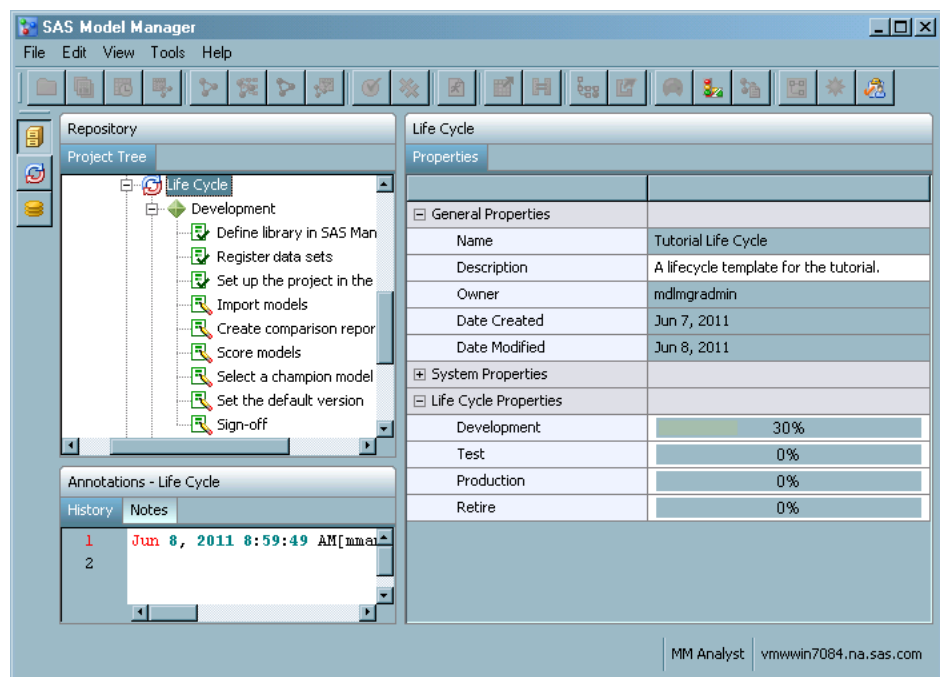 SAS Model Manager
File Edit View Tools Help
Repository
Project Tree
Life Cycle
Development
Define library in SAS Man
Register data sets
Set up the project in the
Import models
Create comparison repor
Score models
Select a champion model
Set the default version
Sign-off
Annotations - Life Cycle
History Notes
1 Jun 8, 2011 8:59:49 AM[mma
2
Life Cycle
Properties
General Properties
Name Tutorial Life Cycle
Description A lifecycle template for the tutorial.
Owner mdlmgradmin
Date Created Jun 7, 2011
Date Modified Jun 8, 2011
System Properties
Life Cycle Properties
Development 30%
Test 0%
Production 0%
Retire 0%
MM Analyst vmwwin7084.na.sas.com